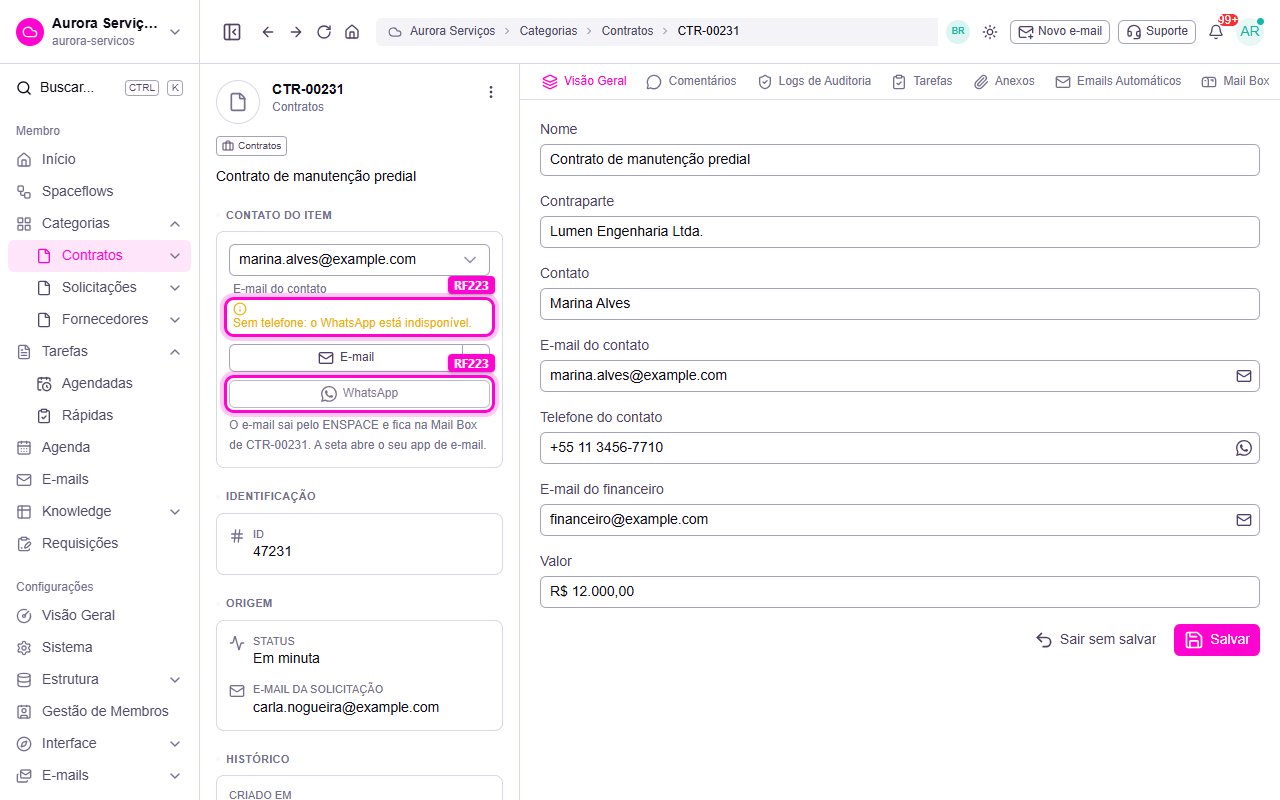 Aurora Serviç...
aurora-servicos
Aurora Serviços
Categorias
Contratos
CTR-00231
BR
Novo e-mail
Suporte
99+
AR
Buscar...
CTRL
K
Membro
Início
Spaceflows
Categorias
Contratos
Solicitações
Fornecedores
Tarefas
Agendadas
Rápidas
Agenda
E-mails
Knowledge
Requisições
Configurações
Visão Geral
Sistema
Estrutura
Gestão de Membros
Interface
E-mails
CTR-00231
Contratos
Contratos
Contrato de manutenção predial
CONTATO DO ITEM
marina.alves@example.com
E-mail do contato
RF223
Sem telefone: o WhatsApp está indisponível.
E-mail
RF223
WhatsApp
O e-mail sai pelo ENSPACE e fica na Mail Box
de CTR-00231. A seta abre o seu app de e-mail.
IDENTIFICAÇÃO
ID
47231
ORIGEM
STATUS
Em minuta
E-MAIL DA SOLICITAÇÃO
carla.nogueira@example.com
HISTÓRICO
CRIADO EM
Visão Geral
Comentários
Logs de Auditoria
Tarefas
Anexos
Emails Automáticos
Mail Box
Nome
Contrato de manutenção predial
Contraparte
Lumen Engenharia Ltda.
Contato
Marina Alves
E-mail do contato
marina.alves@example.com
Telefone do contato
+55 11 3456-7710
E-mail do financeiro
financeiro@example.com
Valor
R$ 12.000,00
Sair sem salvar
Salvar